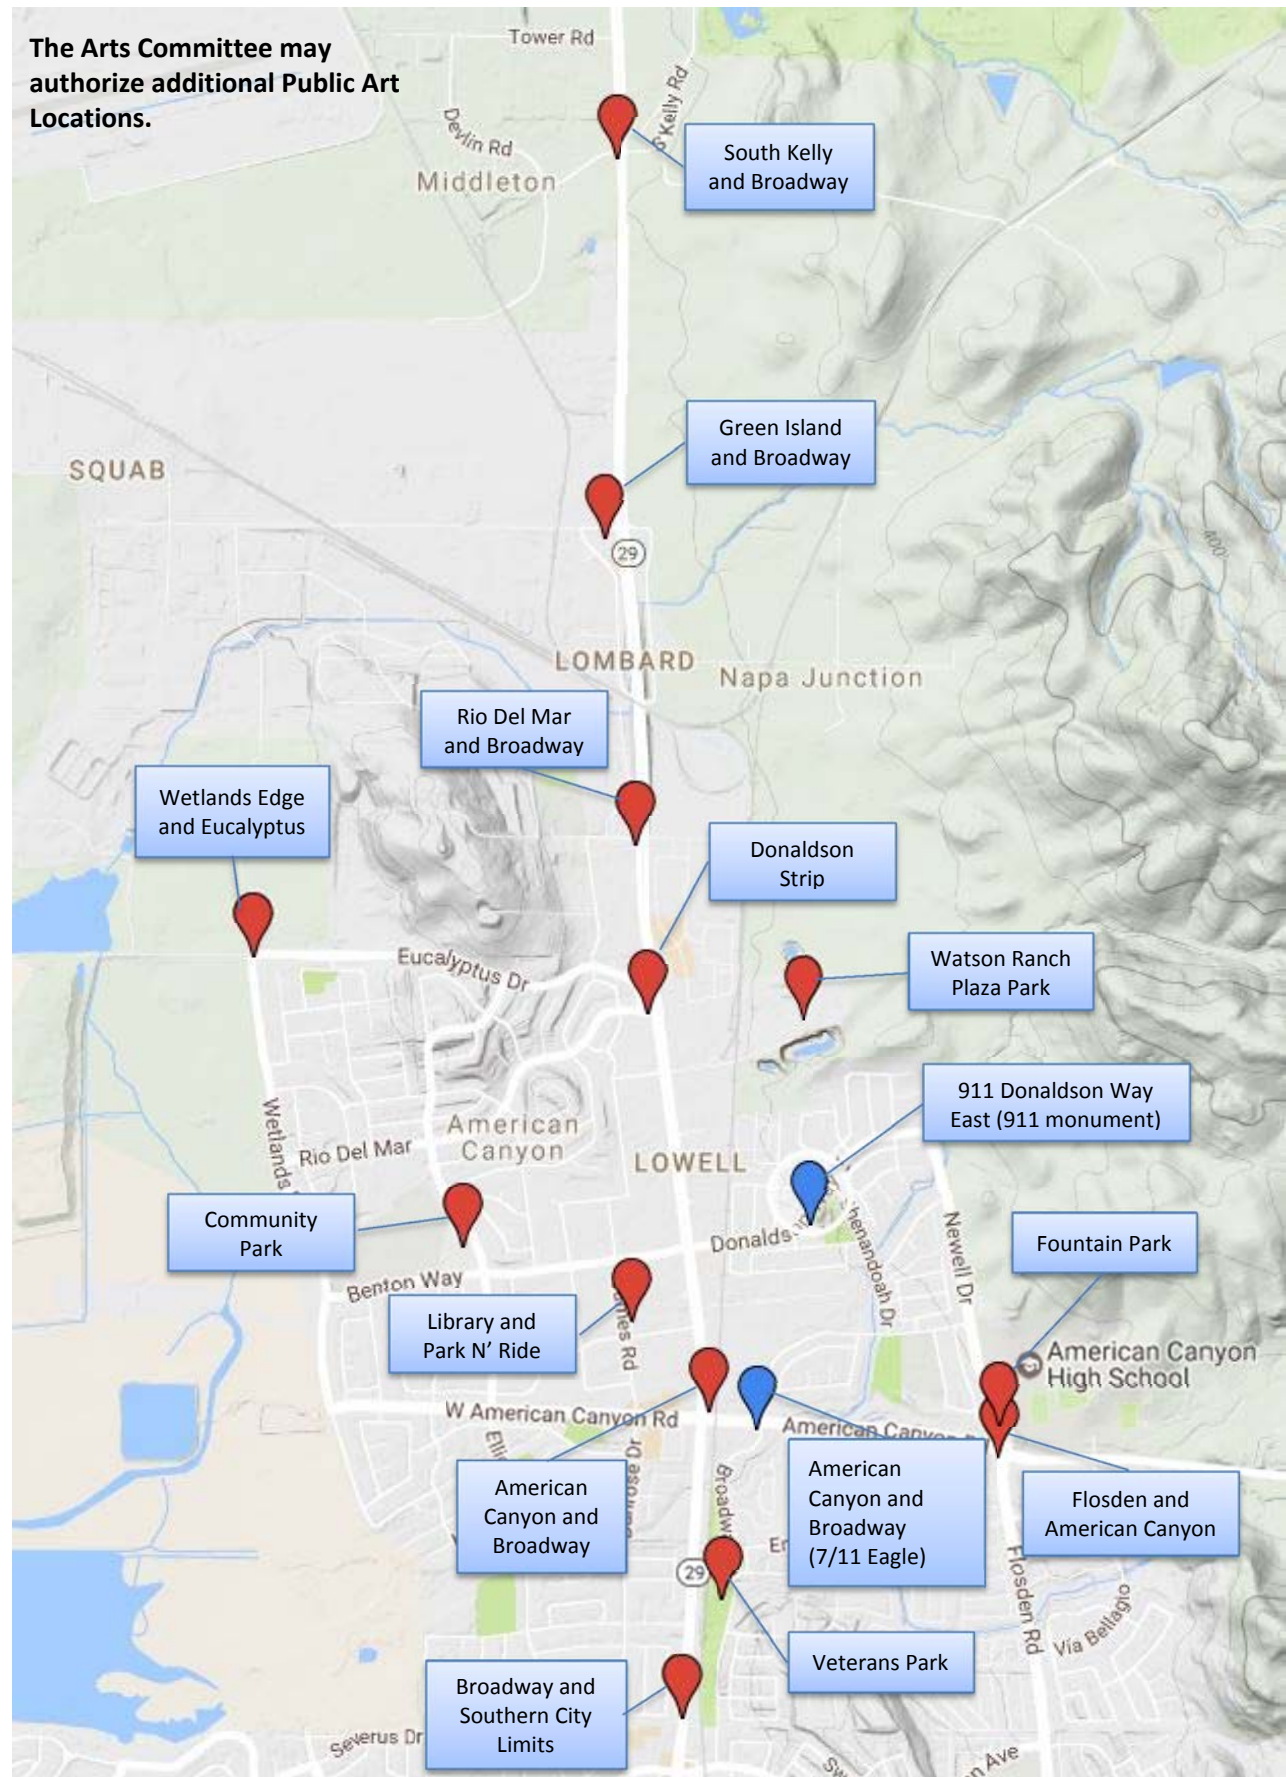 The Arts Committee may
authorize additional Public Art
Locations.
Tower Rd
S Kelly Rd
Devlin Rd
Middleton
South Kelly
and Broadway
Green Island
and Broadway
SQUAB
29
400'
LOMBARD
Napa Junction
Rio Del Mar
and Broadway
Wetlands Edge
and Eucalyptus
Donaldson
Strip
Eucalyptus Dr
Watson Ranch
Plaza Park
911 Donaldson Way
East (911 monument)
Wetlands
Rio Del Mar
American
Canyon
LOWELL
Community
Park
Newell Dr
Fountain Park
Benton Way
Library and
Park N’ Ride
American Canyon
High School
W American Canyon Rd
American Canyon
American
Canyon and
Broadway
American
Canyon and
Broadway
(7/11 Eagle)
Flosden and
American Canyon
29
Flosden Rd
Via Bellagio
Veterans Park
Broadway and
Southern City
Limits
Severus Dr